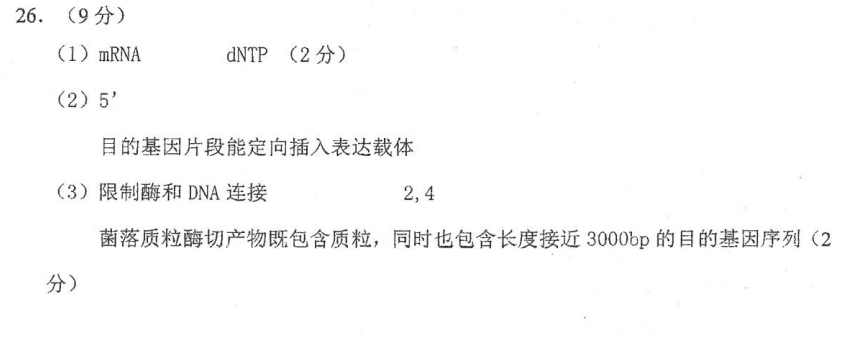 26. （9分）
（1）mRNA dNTP （2分）
（2）5’
目的基因片段能定向插入表达载体
（3）限制酶和 DNA 连接 2,4
菌落质粒酶切产物既包含质粒，同时也包含长度接近 3000bp 的目的基因序列（2
分）